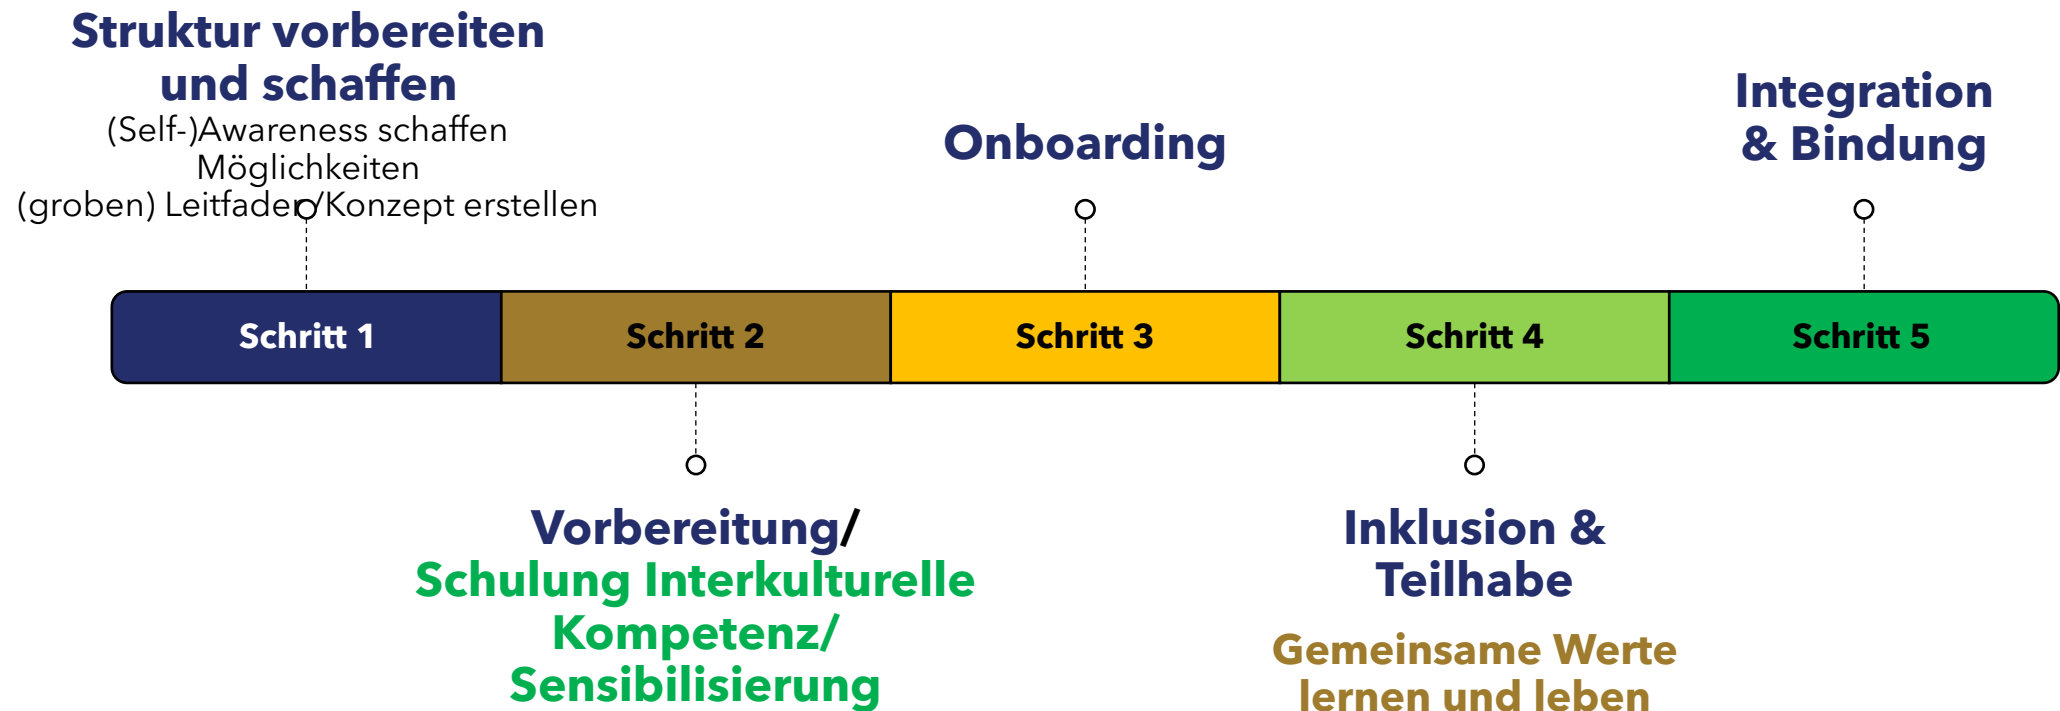 Struktur vorbereiten
und schaffen
(Self-)Awareness schaffen
Möglichkeiten
(groben) Leitfaden/Konzept erstellen
Onboarding
Integration
& Bindung
Schritt 1
Schritt 2
Schritt 3
Schritt 4
Schritt 5
Vorbereitung/
Schulung Interkulturelle
Kompetenz/
Sensibilisierung
Inklusion &
Teilhabe
Gemeinsame Werte
lernen und leben